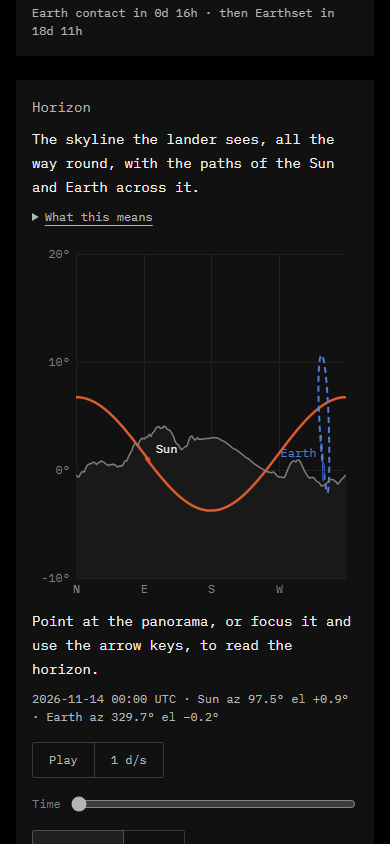 Earth contact in 0d 16h · then Earthset in
18d 11h
Horizon
The skyline the lander sees, all the
way round, with the paths of the Sun
and Earth across it.
What this means
20°
10°
0°
-10°
Sun
Earth
N E S W
Point at the panorama, or focus it and
use the arrow keys, to read the
horizon.
2026-11-14 00:00 UTC · Sun az 97.5° el +0.9°
· Earth az 329.7° el −0.2°
Play 1 d/s
Time